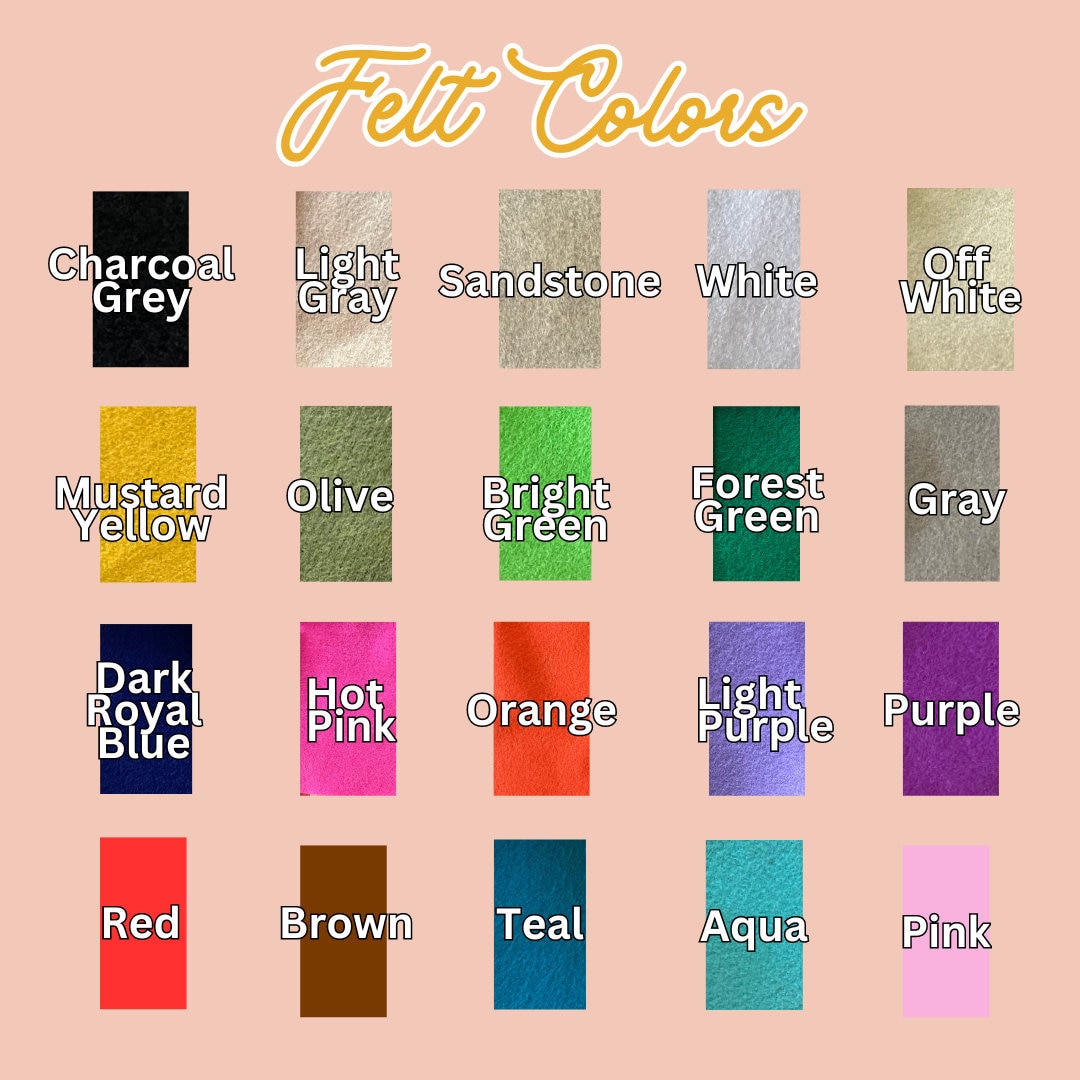 Felt Colors
Charcoal
Grey
Light
Gray
Sandstone
White
Off
White
Mustard
Yellow
Olive
Bright
Green
Forest
Green
Gray
Dark
Royal
Blue
Hot
Pink
Orange
Light
Purple
Purple
Red
Brown
Teal
Aqua
Pink